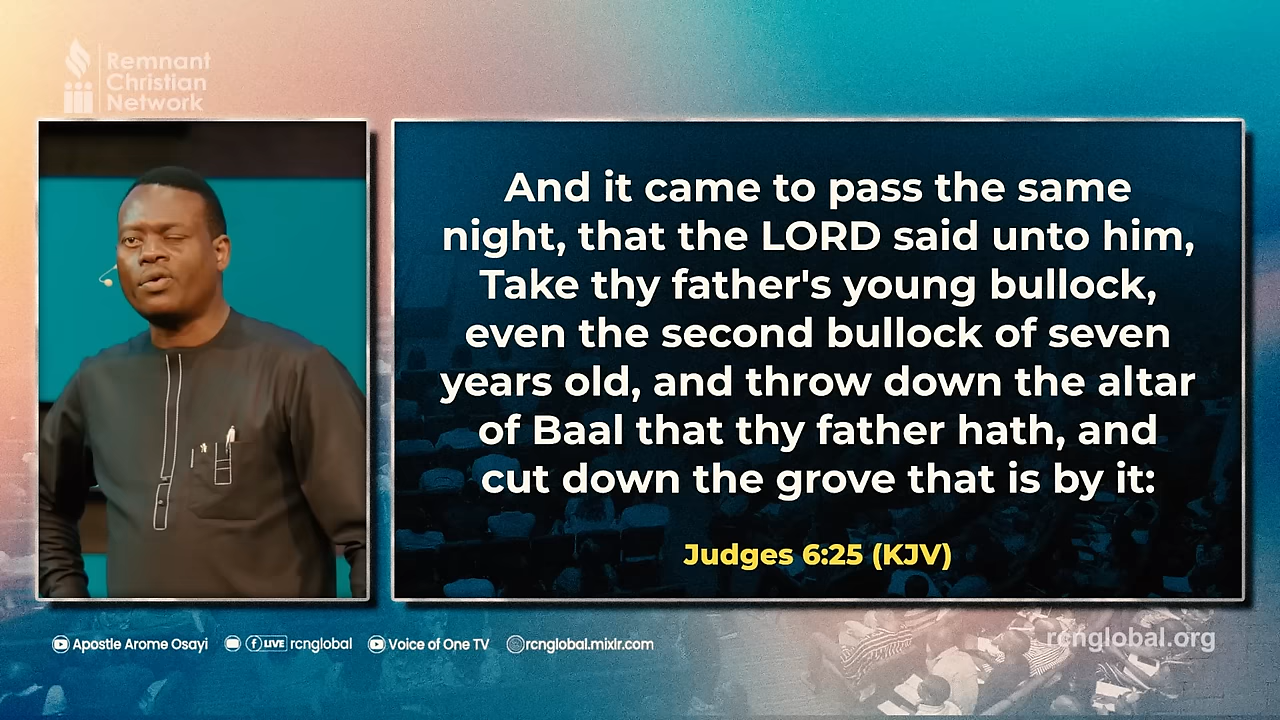 Remnant
Christian
Network
And it came to pass the same
night, that the LORD said unto him,
Take thy father's young bullock,
even the second bullock of seven
years old, and throw down the altar
of Baal that thy father hath, and
cut down the grove that is by it:
Judges 6:25 (KJV)
Apostle Arome Osayi f LIVE rcnglobal Voice of One TV rcnglobal.mixlr.com
rcnglobal.org